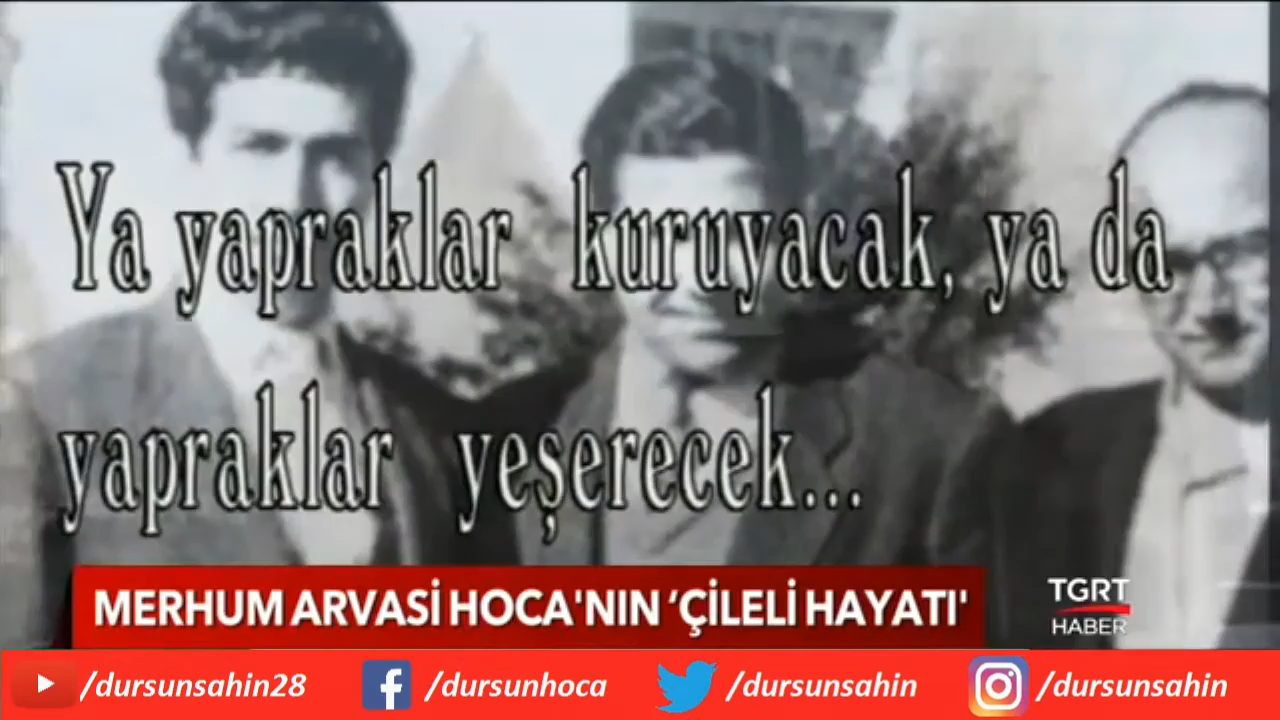 Ya yapraklar kuruyacak, ya da
yapraklar yeşerecek...
MERHUM ARVASİ HOCA'NIN ‘ÇİLELİ HAYATI'
TGRT
HABER
/dursunsahin28
/dursunhoca
/dursunsahin
/dursunsahin